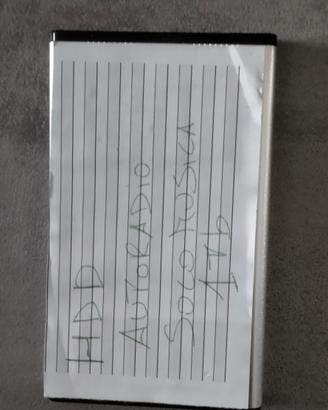 HDD
AUTORADIO
SOLO MUSICA
1Tb